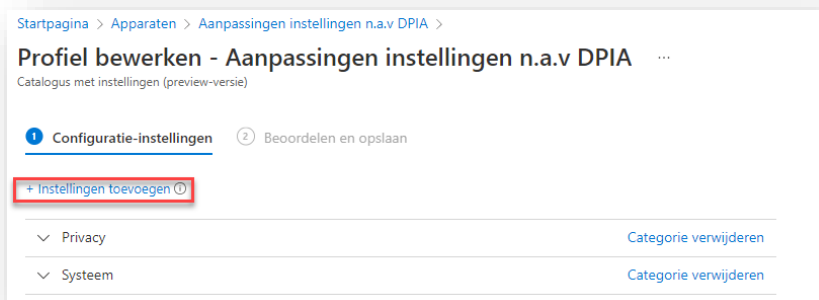 Startpagina > Apparaten > Aanpassingen instellingen n.a.v DPIA >
Profiel bewerken - Aanpassingen instellingen n.a.v DPIA ...
Catalogus met instellingen (preview-versie)
1 Configuratie-instellingen 2 Beoordelen en opslaan
+ Instellingen toevoegen
Privacy Categorie verwijderen
Systeem Categorie verwijderen